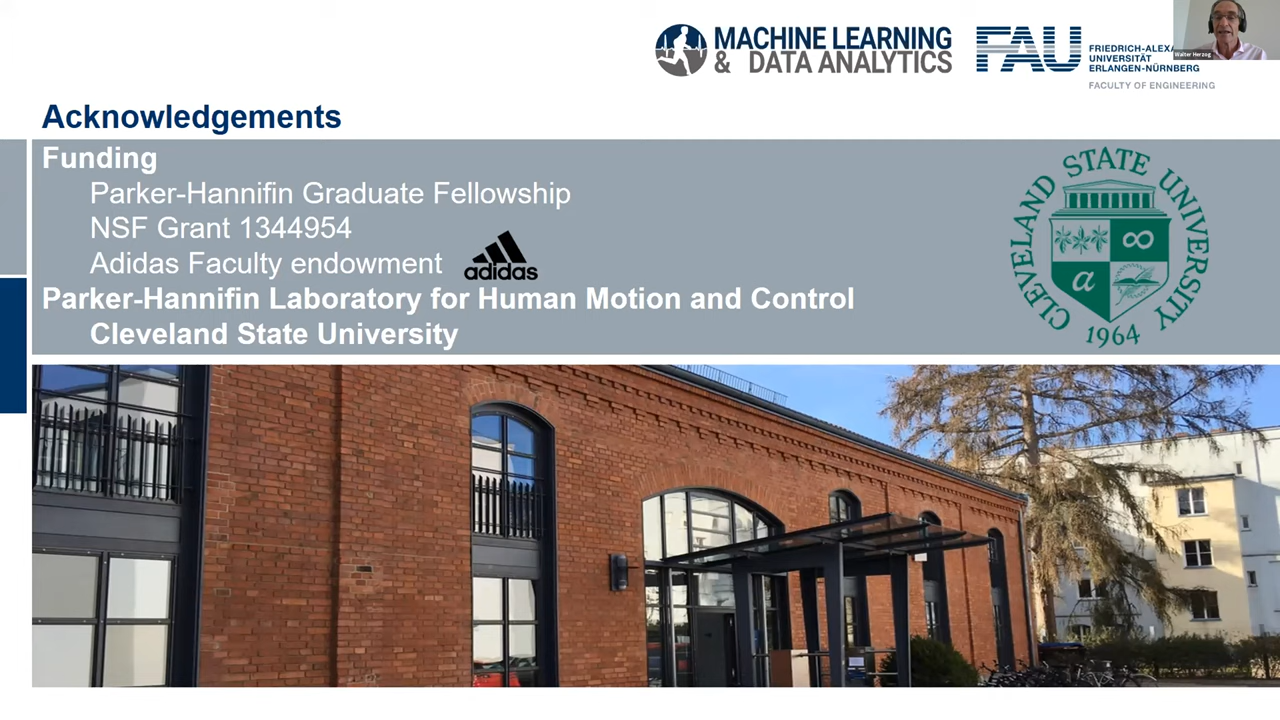 MACHINE LEARNING
& DATA ANALYTICS
FAU
FRIEDRICH-ALEXA
UNIVERSITÄT
ERLANGEN-NÜRNBERG
FACULTY OF ENGINEERING
Walter Herzog
Acknowledgements
Funding
Parker-Hannifin Graduate Fellowship
NSF Grant 1344954
Adidas Faculty endowment
adidas
Parker-Hannifin Laboratory for Human Motion and Control
Cleveland State University
CLEVELAND STATE UNIVERSITY
∞
α
1964